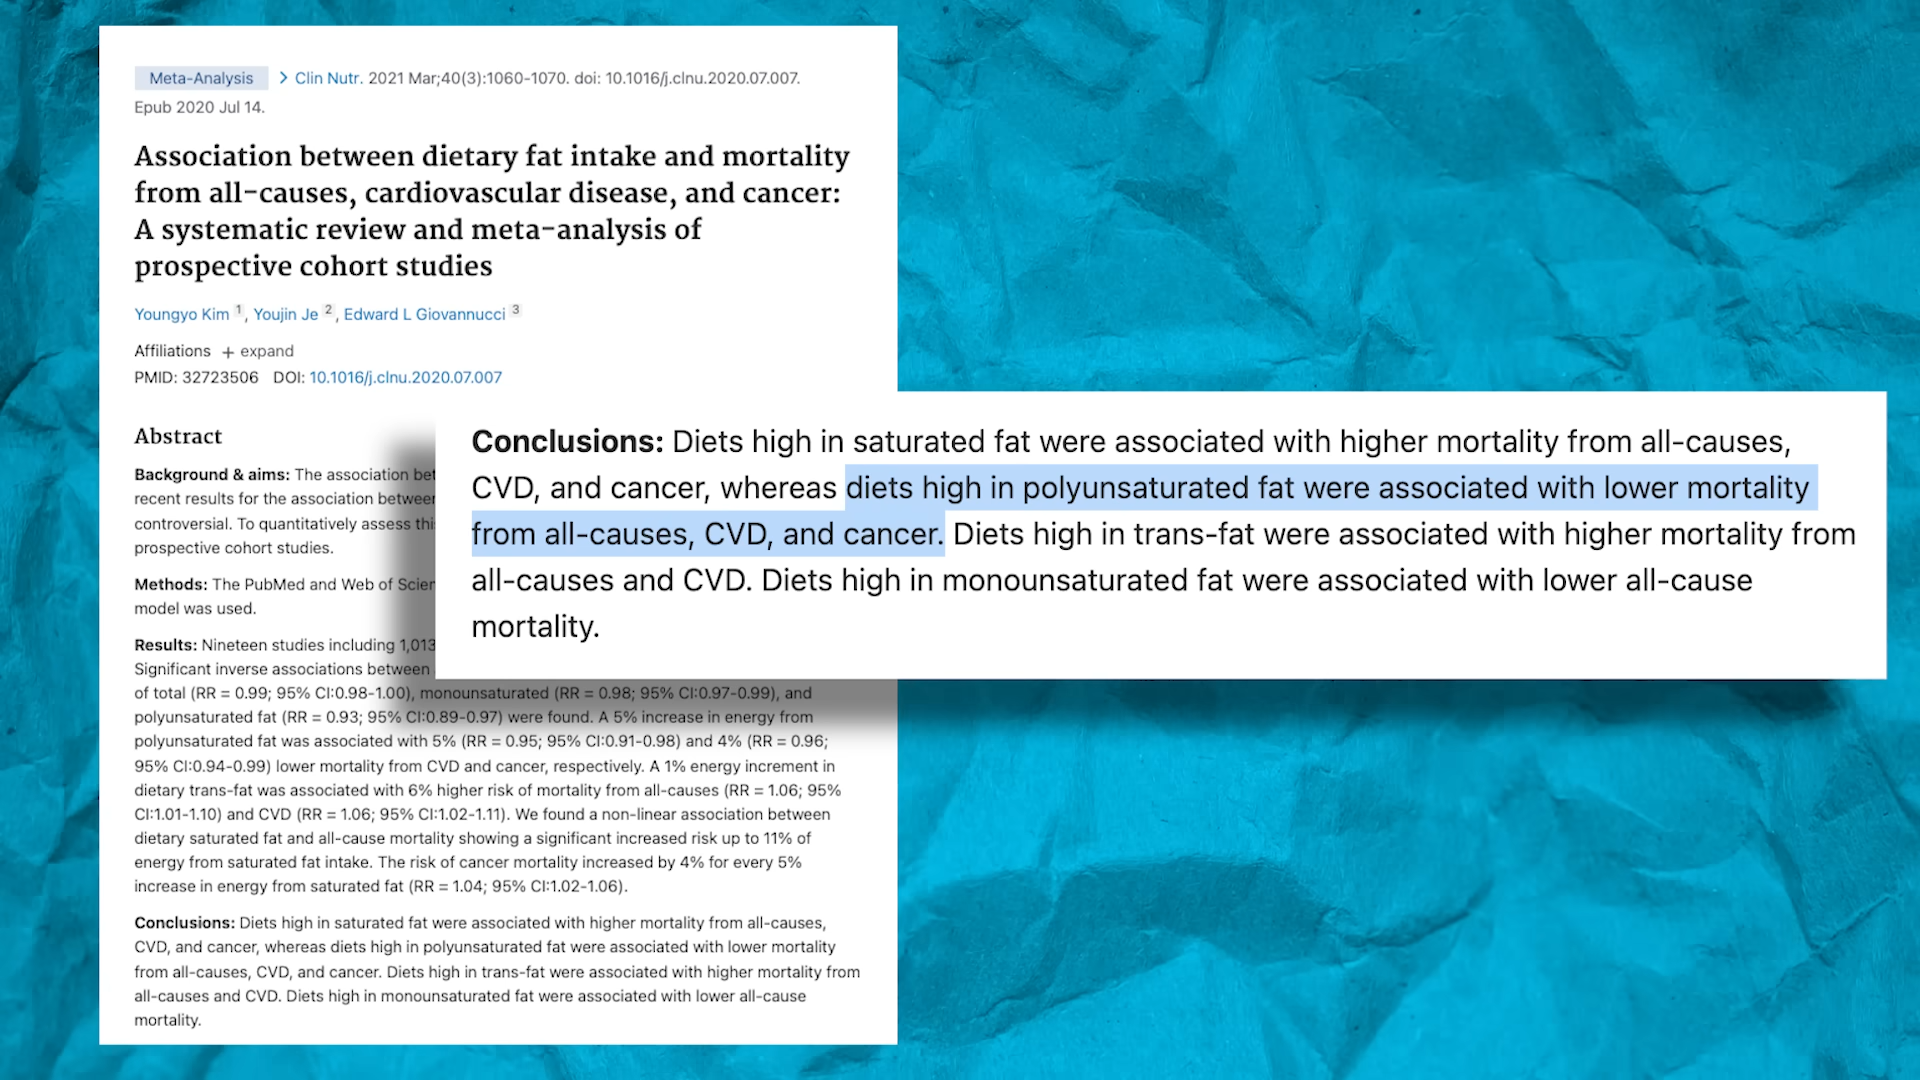 Meta-Analysis > Clin Nutr. 2021 Mar;40(3):1060-1070. doi: 10.1016/j.clnu.2020.07.007.
Epub 2020 Jul 14.
Association between dietary fat intake and mortality
from all-causes, cardiovascular disease, and cancer:
A systematic review and meta-analysis of
prospective cohort studies
Youngyo Kim 1, Youjin Je 2, Edward L Giovannucci 3
Affiliations + expand
PMID: 32723506 DOI: 10.1016/j.clnu.2020.07.007
Abstract
Background & aims: The association
recent results for the association between
controversial. To quantitatively assess
prospective cohort studies.
Methods: The PubMed and Web of
model was used.
Results: Nineteen studies including
Significant inverse associations between
of total (RR = 0.99; 95% CI:0.98-1.00), monounsaturated (RR = 0.98; 95% CI:0.97-0.99), and
polyunsaturated fat (RR = 0.93; 95% CI:0.89-0.97) were found. A 5% increase in energy from
polyunsaturated fat was associated with 5% (RR = 0.95; 95% CI:0.91-0.98) and 4% (RR = 0.96;
95% CI:0.94-0.99) lower mortality from CVD and cancer, respectively. A 1% energy increment in
dietary trans-fat was associated with 6% higher risk of mortality from all-causes (RR = 1.06; 95%
CI:1.01-1.10) and CVD (RR = 1.06; 95% CI:1.02-1.11). We found a non-linear association between
dietary saturated fat and all-cause mortality showing a significant increased risk up to 11% of
energy from saturated fat intake. The risk of cancer mortality increased by 4% for every 5%
increase in energy from saturated fat (RR = 1.04; 95% CI:1.02-1.06).
Conclusions: Diets high in saturated fat were associated with higher mortality from all-causes,
CVD, and cancer, whereas diets high in polyunsaturated fat were associated with lower mortality
from all-causes, CVD, and cancer. Diets high in trans-fat were associated with higher mortality from
all-causes and CVD. Diets high in monounsaturated fat were associated with lower all-cause
mortality.
Conclusions: Diets high in saturated fat were associated with higher mortality from all-causes,
CVD, and cancer, whereas diets high in polyunsaturated fat were associated with lower mortality
from all-causes, CVD, and cancer. Diets high in trans-fat were associated with higher mortality from
all-causes and CVD. Diets high in monounsaturated fat were associated with lower all-cause
mortality.